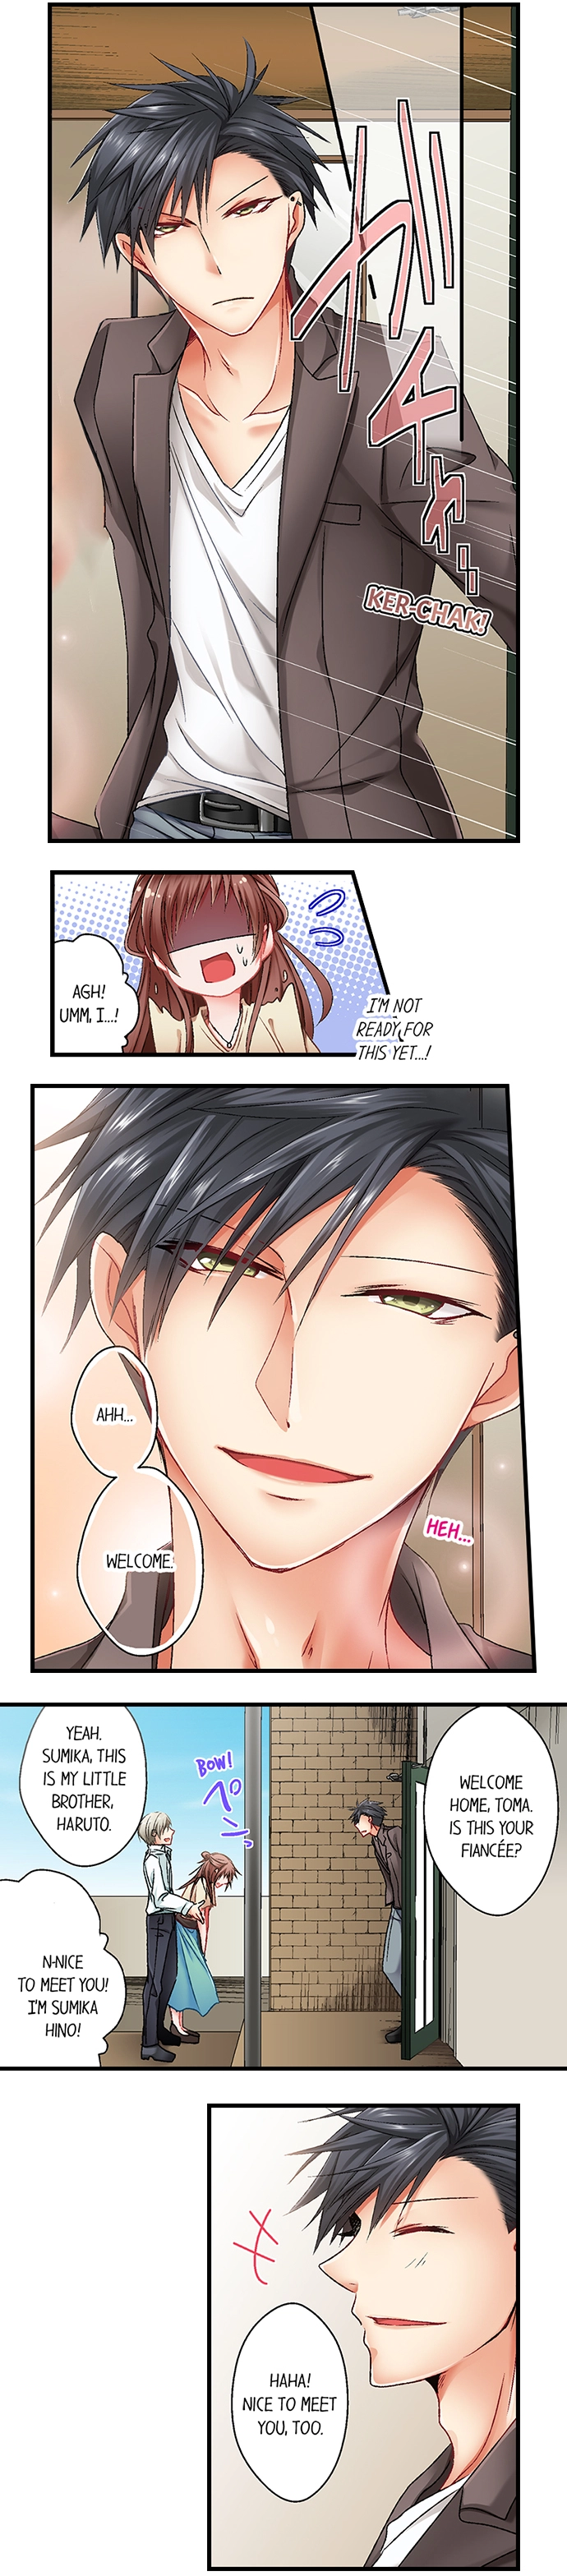 ガチャ
KER-CHAK!
AGH!
UMM, I...!
I'M NOT
READY FOR
THIS YET...!
AHH...
WELCOME.
HEH...
WELCOME
HOME, TOMA.
IS THIS YOUR
FIANCÉE?
YEAH.
SUMIKA, THIS
IS MY LITTLE
BROTHER,
HARUTO.
BOW!
ペコ
N-NICE
TO MEET YOU!
I'M SUMIKA
HINO!
HAHA!
NICE TO MEET
YOU, TOO.